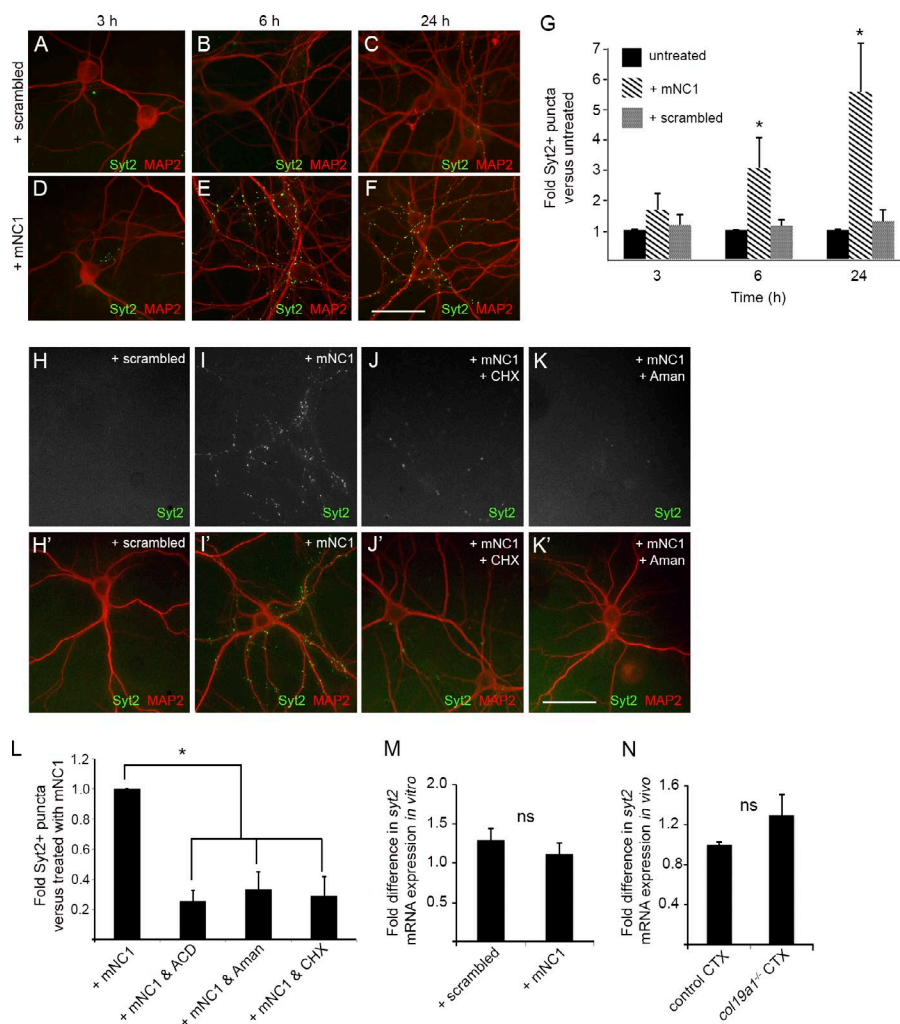 3 h 6 h 24 h
+ scrambled
A Syt2 MAP2
B Syt2 MAP2
C Syt2 MAP2
+ mNC1
D Syt2 MAP2
E Syt2 MAP2
F Syt2 MAP2
G
Fold Syt2+ puncta
versus untreated
7
6
5
4
3
2
1
untreated
+ mNC1
+ scrambled
*
*
3 6 24
Time (h)
H + scrambled
Syt2
I + mNC1
Syt2
J + mNC1
+ CHX
Syt2
K + mNC1
+ Aman
Syt2
H' + scrambled
Syt2 MAP2
I' + mNC1
Syt2 MAP2
J' + mNC1
+ CHX
Syt2 MAP2
K' + mNC1
+ Aman
Syt2 MAP2
L
Fold Syt2+ puncta
versus treated with mNC1
1.2
1.0
0.8
0.6
0.4
0.2
*
+ mNC1
+ mNC1 & ACD
+ mNC1 & Aman
+ mNC1 & CHX
M
Fold difference in syt2
mRNA expression in vitro
2.0
1.5
1.0
0.5
ns
+ scrambled
+ mNC1
N
Fold difference in syt2
mRNA expression in vivo
1.6
1.2
0.8
0.4
ns
control CTX
col19a1-/- CTX